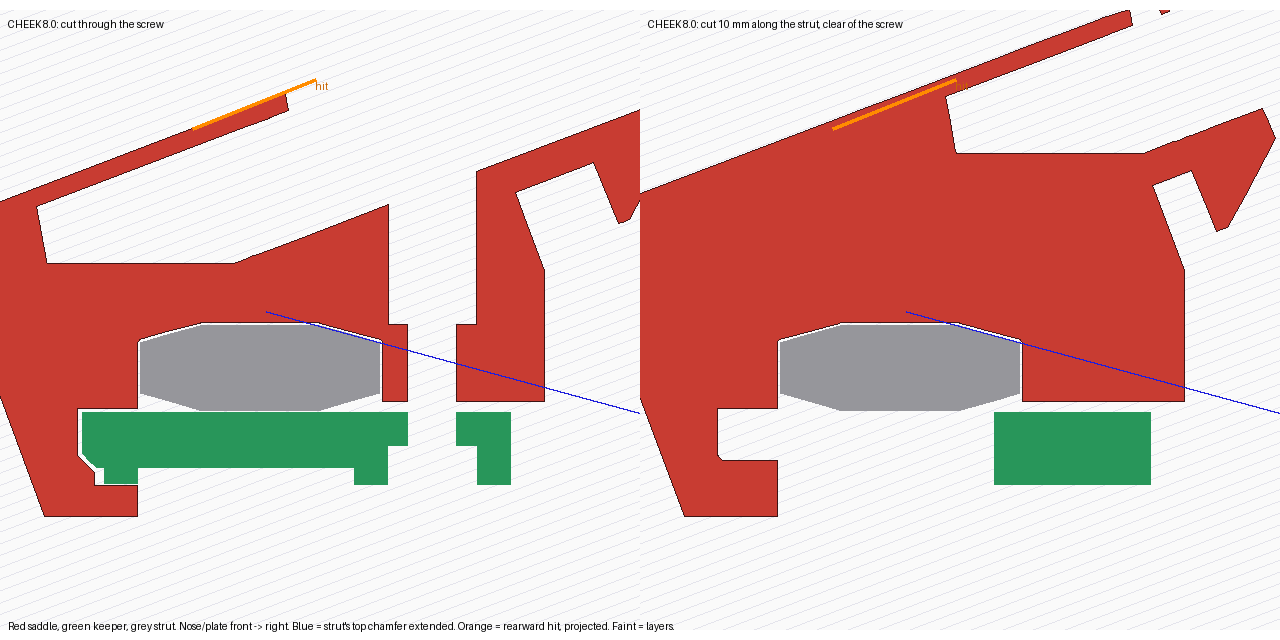 CHEEK 8.0: cut through the screw
CHEEK 8.0: cut 10 mm along the strut, clear of the screw
hit
hit
Red saddle, green keeper, grey strut. Nose/plate front -> right. Blue = strut's top chamfer extended. Orange = rearward hit, projected. Faint = layers.